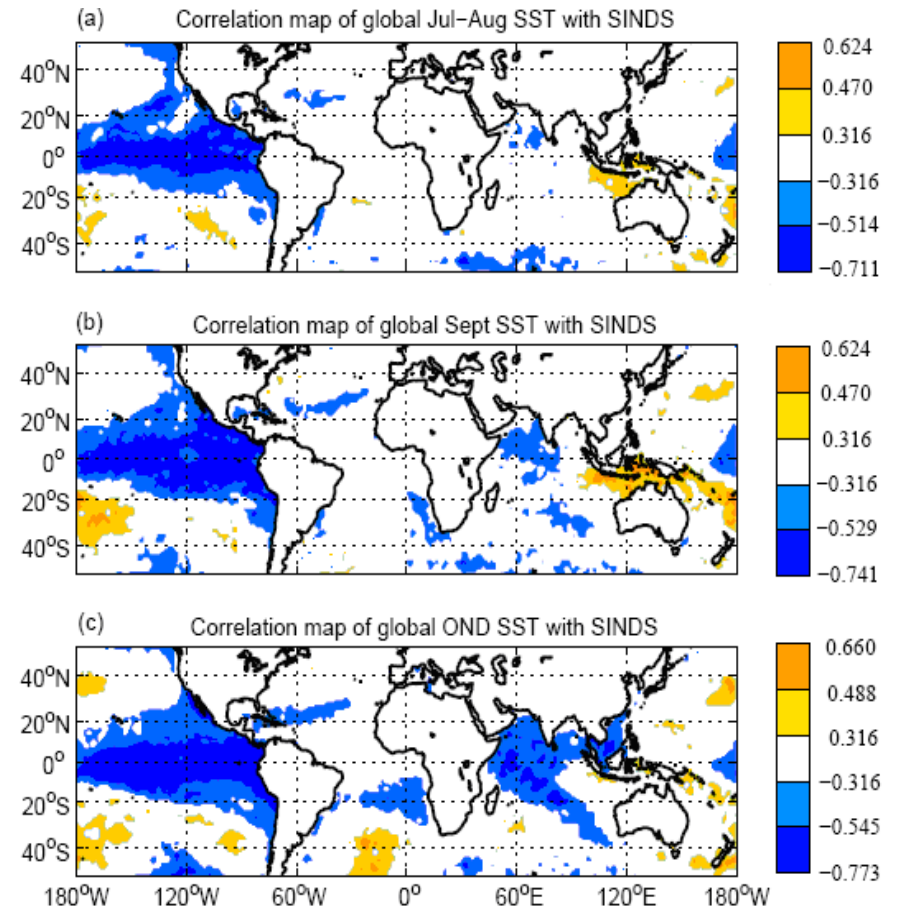 (a) Correlation map of global Jul−Aug SST with SINDS
40°N
20°N
0°
20°S
40°S
0.624
0.470
0.316
−0.316
−0.514
−0.711
(b) Correlation map of global Sept SST with SINDS
40°N
20°N
0°
20°S
40°S
0.624
0.470
0.316
−0.316
−0.529
−0.741
(c) Correlation map of global OND SST with SINDS
40°N
20°N
0°
20°S
40°S
0.660
0.488
0.316
−0.316
−0.545
−0.773
180°W 120°W 60°W 0° 60°E 120°E 180°W